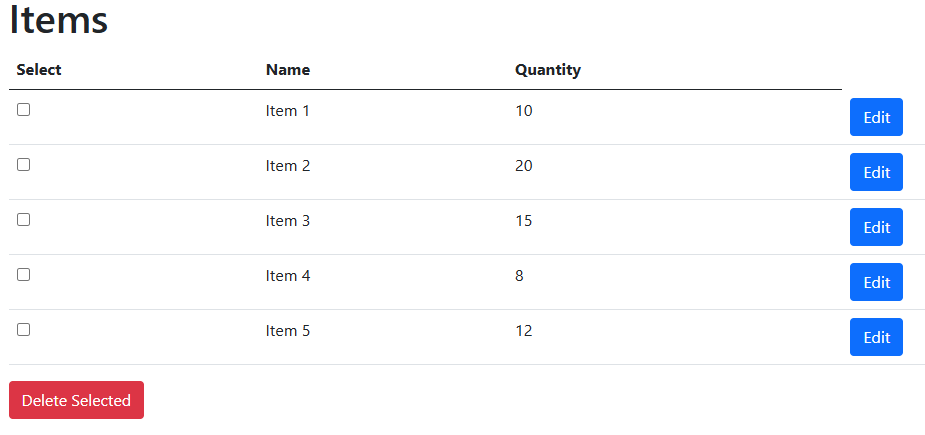 Items
Select Name Quantity
Item 1 10 Edit
Item 2 20 Edit
Item 3 15 Edit
Item 4 8 Edit
Item 5 12 Edit
Delete Selected